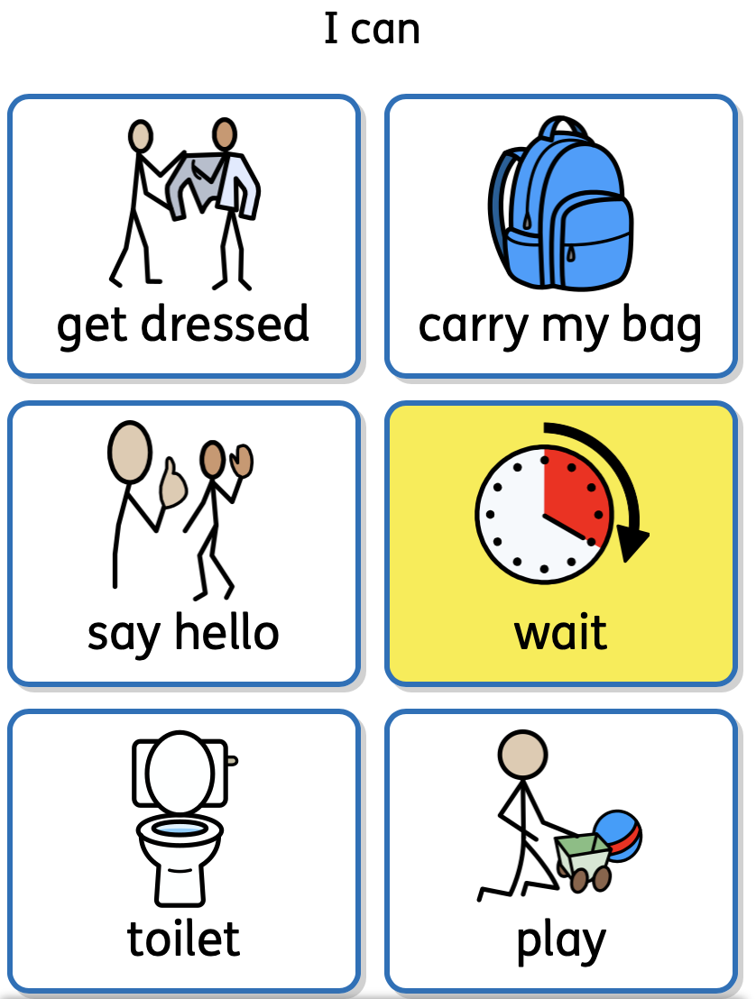 I can
get dressed
carry my bag
say hello
wait
toilet
play